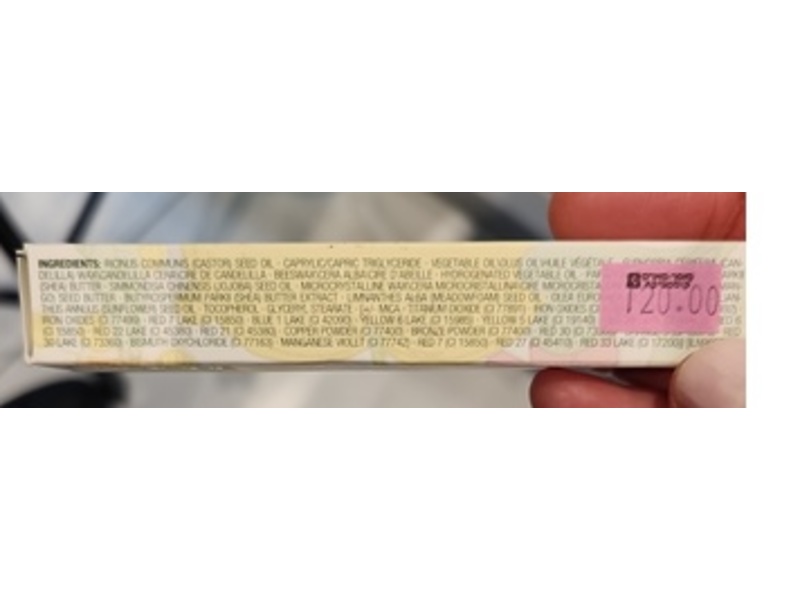 INGREDIENTS: RICINUS COMMUNIS (CASTOR) SEED OIL · CAPRYLIC/CAPRIC TRIGLYCERIDE · VEGETABLE OIL/OLUS OIL/HUILE VÉGÉTALE (CAN-
DELILLA) WAX/CANDELILLA CERA/CIRE DE CANDELILLA · BEESWAX/CERA ALBA/CIRE D'ABEILLE · HYDROGENATED VEGETABLE OIL
(SHEA) BUTTER · SIMMONDSIA CHINENSIS (JOJOBA) SEED OIL · MICROCRYSTALLINE WAX/CERA MICROCRISTALLINA
GO) SEED BUTTER · BUTYROSPERMUM PARKII (SHEA) BUTTER EXTRACT · LIMNANTHES ALBA (MEADOWFOAM) SEED OIL · OLEA
THUS ANNUUS (SUNFLOWER) SEED OIL · TOCOPHEROL · GLYCERYL STEARATE · [+/- MICA · TITANIUM DIOXIDE (CI 77891) · IRON OXIDES
IRON OXIDES (CI 77499) · RED 7 LAKE (CI 15850) · BLUE 1 LAKE (CI 42090) · YELLOW 6 LAKE (CI 15985) · YELLOW 5 LAKE (CI 19140)
(CI 15850) · RED 22 LAKE (CI 45380) · RED 21 (CI 45380) · COPPER POWDER (CI 77400) · BRONZE POWDER (CI 77400) · RED 30 (CI
30 LAKE (CI 73360) · BISMUTH OXYCHLORIDE (CI 77163) · MANGANESE VIOLET (CI 77742) · RED 7 (CI 15850) · RED 27 (CI 45410) · RED 33 LAKE (CI 17200)]
120.00